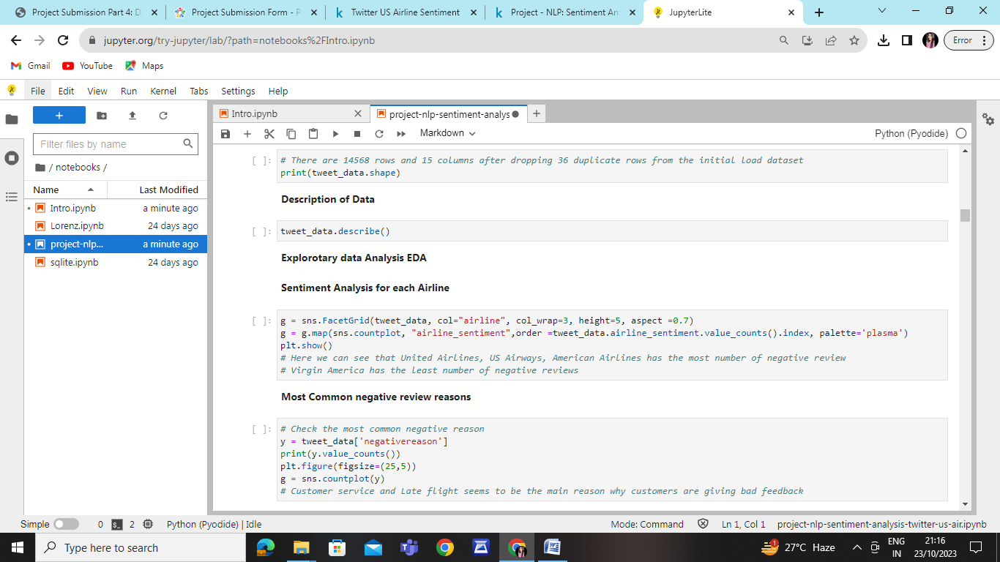 Project Submission Part 4: D
Project Submission Form - P
Twitter US Airline Sentiment
Project - NLP: Sentiment An
JupyterLite
jupyter.org/try-jupyter/lab/?path=notebooks%2FIntro.ipynb
Error
Gmail
YouTube
Maps
File Edit View Run Kernel Tabs Settings Help
Filter files by name
/ notebooks /
Name
Last Modified
Intro.ipynb a minute ago
Lorenz.ipynb 24 days ago
project-nlp... a minute ago
sqlite.ipynb 24 days ago
Intro.ipynb
project-nlp-sentiment-analys
Markdown
Python (Pyodide)
[ ]: # There are 14568 rows and 15 columns after dropping 36 duplicate rows from the initial load dataset
print(tweet_data.shape)
Description of Data
[ ]: tweet_data.describe()
Explorotary data Analysis EDA
Sentiment Analysis for each Airline
[ ]: g = sns.FacetGrid(tweet_data, col="airline", col_wrap=3, height=5, aspect =0.7)
g = g.map(sns.countplot, "airline_sentiment",order =tweet_data.airline_sentiment.value_counts().index, palette='plasma')
plt.show()
# Here we can see that United Airlines, US Airways, American Airlines has the most number of negative review
# Virgin America has the least number of negative reviews
Most Common negative review reasons
[ ]: # Check the most common negative reason
y = tweet_data['negativereason']
print(y.value_counts())
plt.figure(figsize=(25,5))
g = sns.countplot(y)
# Customer service and Late flight seems to be the main reason why customers are giving bad feedback
Simple 0 2 Python (Pyodide) | Idle
Mode: Command Ln 1, Col 1 project-nlp-sentiment-analysis-twitter-us-air.ipynb
Type here to search
1
27°C Haze
ENG
IN
21:16
23/10/2023